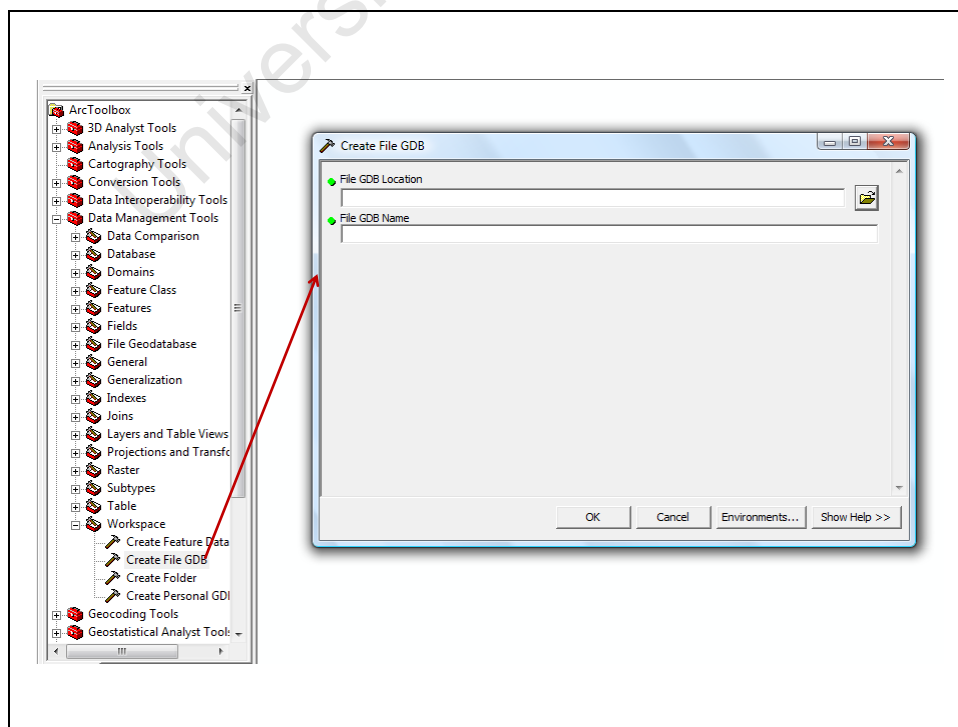 Univers
ArcToolbox
3D Analyst Tools
Analysis Tools
Cartography Tools
Conversion Tools
Data Interoperability Tools
Data Management Tools
Data Comparison
Database
Domains
Feature Class
Features
Fields
File Geodatabase
General
Generalization
Indexes
Joins
Layers and Table Views
Projections and Transfo
Raster
Subtypes
Table
Workspace
Create Feature Data
Create File GDB
Create Folder
Create Personal GDI
Geocoding Tools
Geostatistical Analyst Tools
Create File GDB
File GDB Location
File GDB Name
OK Cancel Environments... Show Help >>